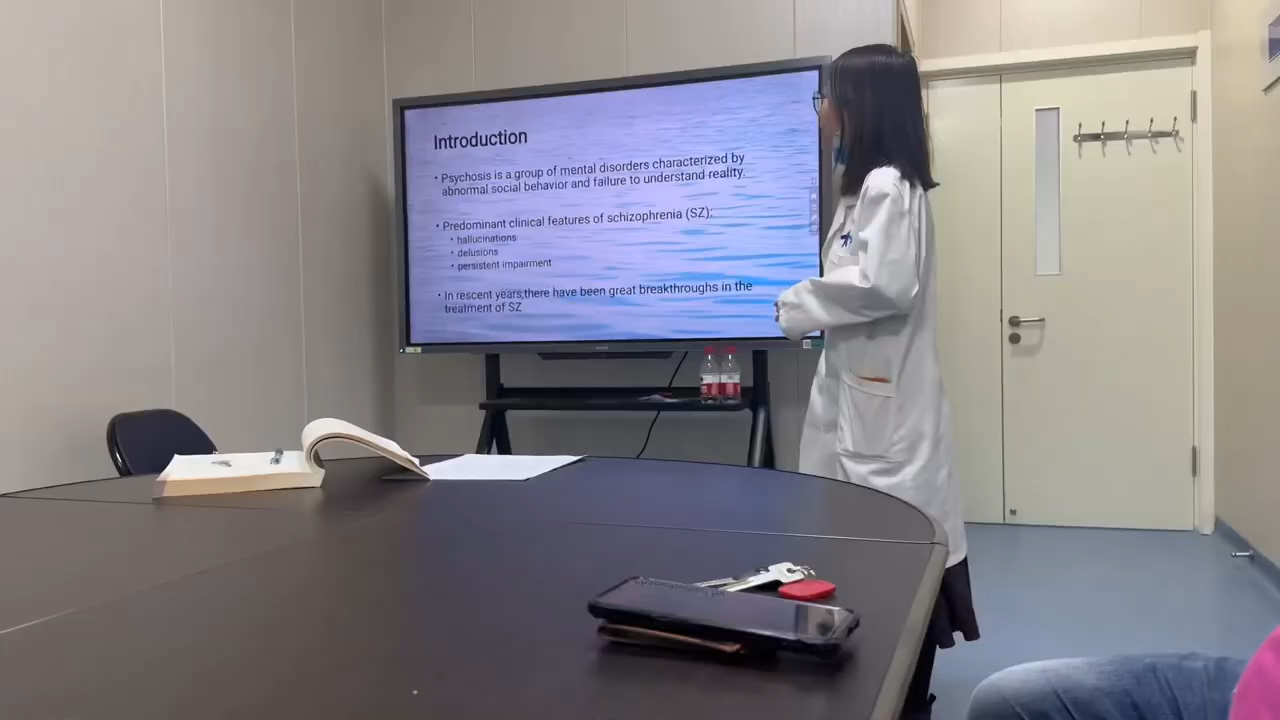 Introduction
• Psychosis is a group of mental disorders characterized by
abnormal social behavior and failure to understand reality.
• Predominant clinical features of schizophrenia (SZ):
• hallucinations
• delusions
• persistent impairment
• In rescent years,there have been great breakthroughs in the
treatment of SZ